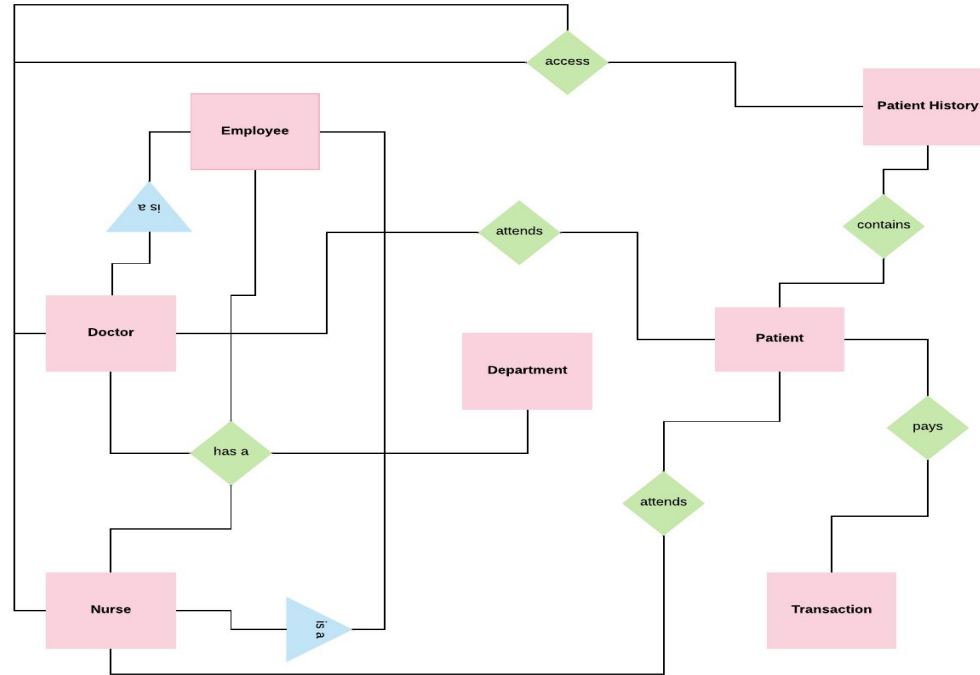 access
Patient History
Employee
is a
attends
contains
Doctor
Patient
Department
pays
has a
attends
Nurse
is a
Transaction